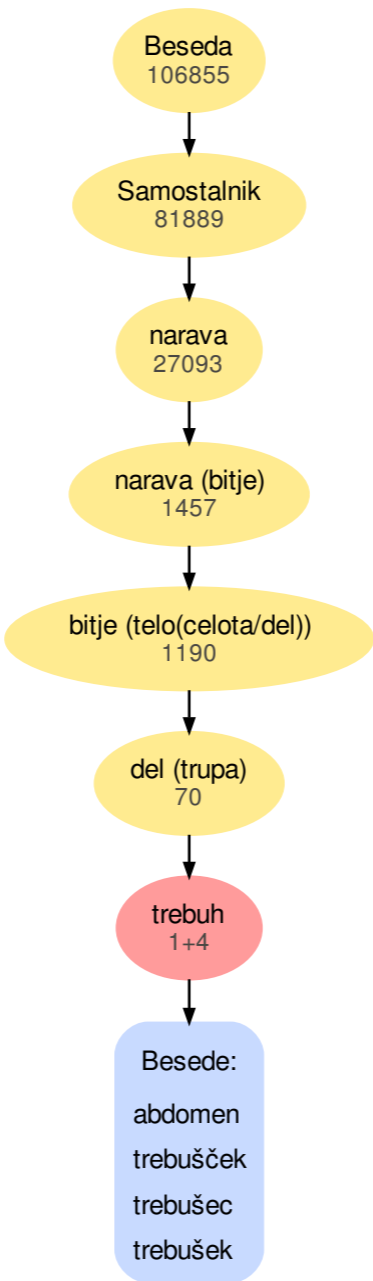 Beseda
106855
Samostalnik
81889
narava
27093
narava (bitje)
1457
bitje (telo(celota/del))
1190
del (trupa)
70
trebuh
1+4
Besede:
abdomen
trebušček
trebušec
trebušek